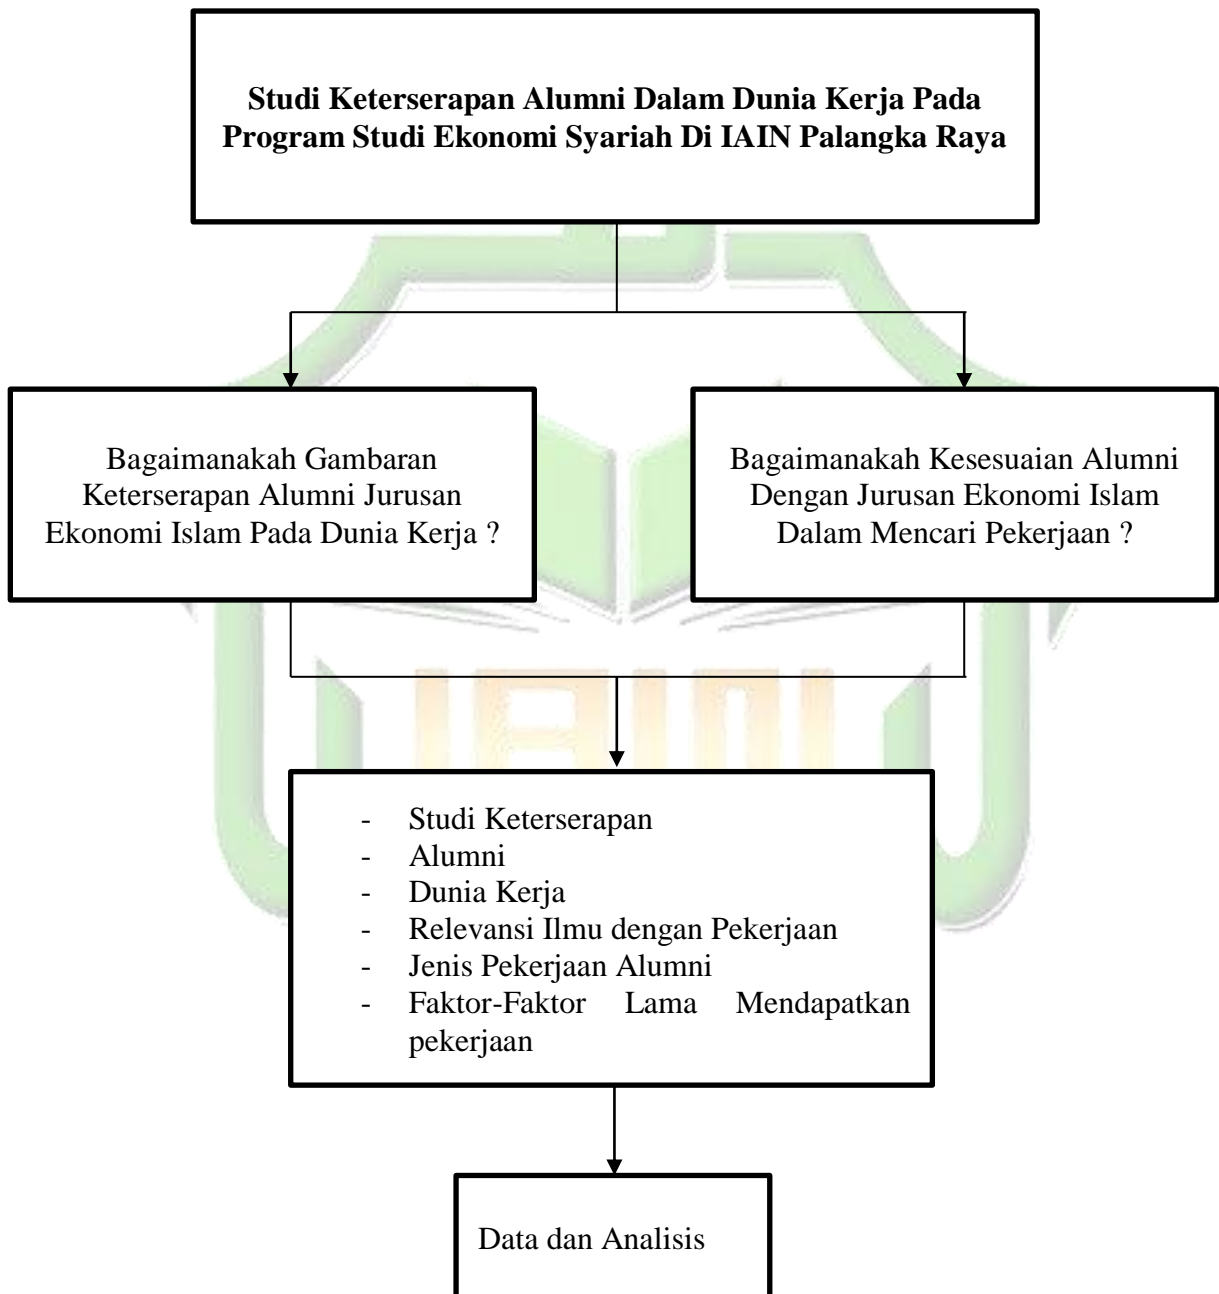 Studi Keterserapan Alumni Dalam Dunia Kerja Pada
Program Studi Ekonomi Syariah Di IAIN Palangka Raya
Bagaimanakah Gambaran
Keterserapan Alumni Jurusan
Ekonomi Islam Pada Dunia Kerja ?
Bagaimanakah Kesesuaian Alumni
Dengan Jurusan Ekonomi Islam
Dalam Mencari Pekerjaan ?
IAIN
- Studi Keterserapan
- Alumni
- Dunia Kerja
- Relevansi Ilmu dengan Pekerjaan
- Jenis Pekerjaan Alumni
- Faktor-Faktor Lama Mendapatkan
pekerjaan
Data dan Analisis